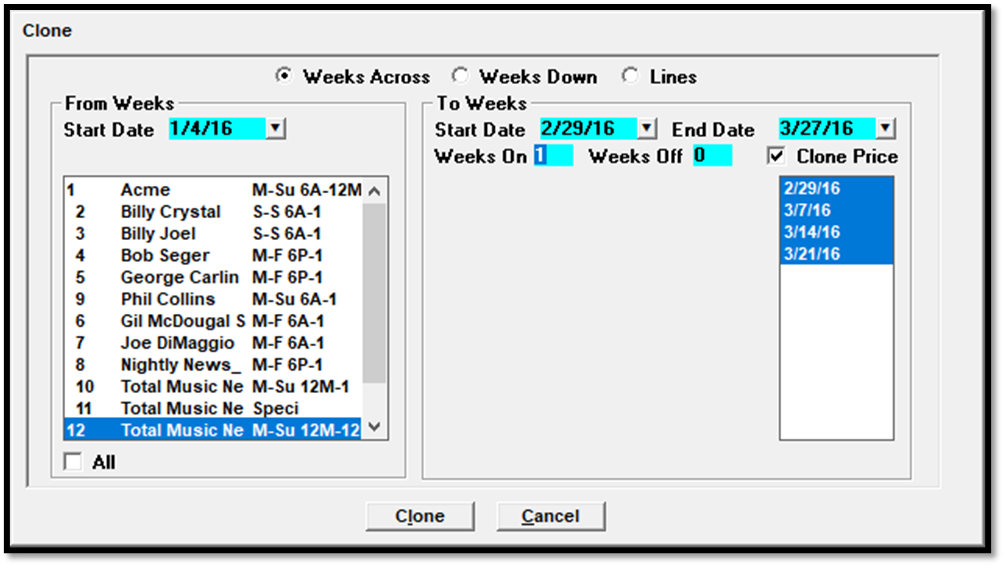 Clone
Weeks Across Weeks Down Lines
From Weeks
Start Date 1/4/16
1 Acme M-Su 6A-12M
2 Billy Crystal S-S 6A-1
3 Billy Joel S-S 6A-1
4 Bob Seger M-F 6P-1
5 George Carlin M-F 6P-1
9 Phil Collins M-Su 6A-1
6 Gil McDougal S M-F 6A-1
7 Joe DiMaggio M-F 6A-1
8 Nightly News_ M-F 6P-1
10 Total Music Ne M-Su 12M-1
11 Total Music Ne Speci
12 Total Music Ne M-Su 12M-12
All
To Weeks
Start Date 2/29/16 End Date 3/27/16
Weeks On 1 Weeks Off 0 Clone Price
2/29/16
3/7/16
3/14/16
3/21/16
Clone Cancel